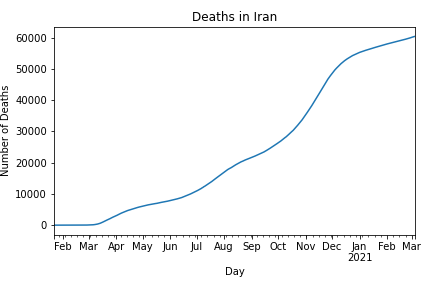 Deaths in Iran
Number of Deaths
60000
50000
40000
30000
20000
10000
0
Feb Mar Apr May Jun Jul Aug Sep Oct Nov Dec Jan Feb Mar
2021
Day